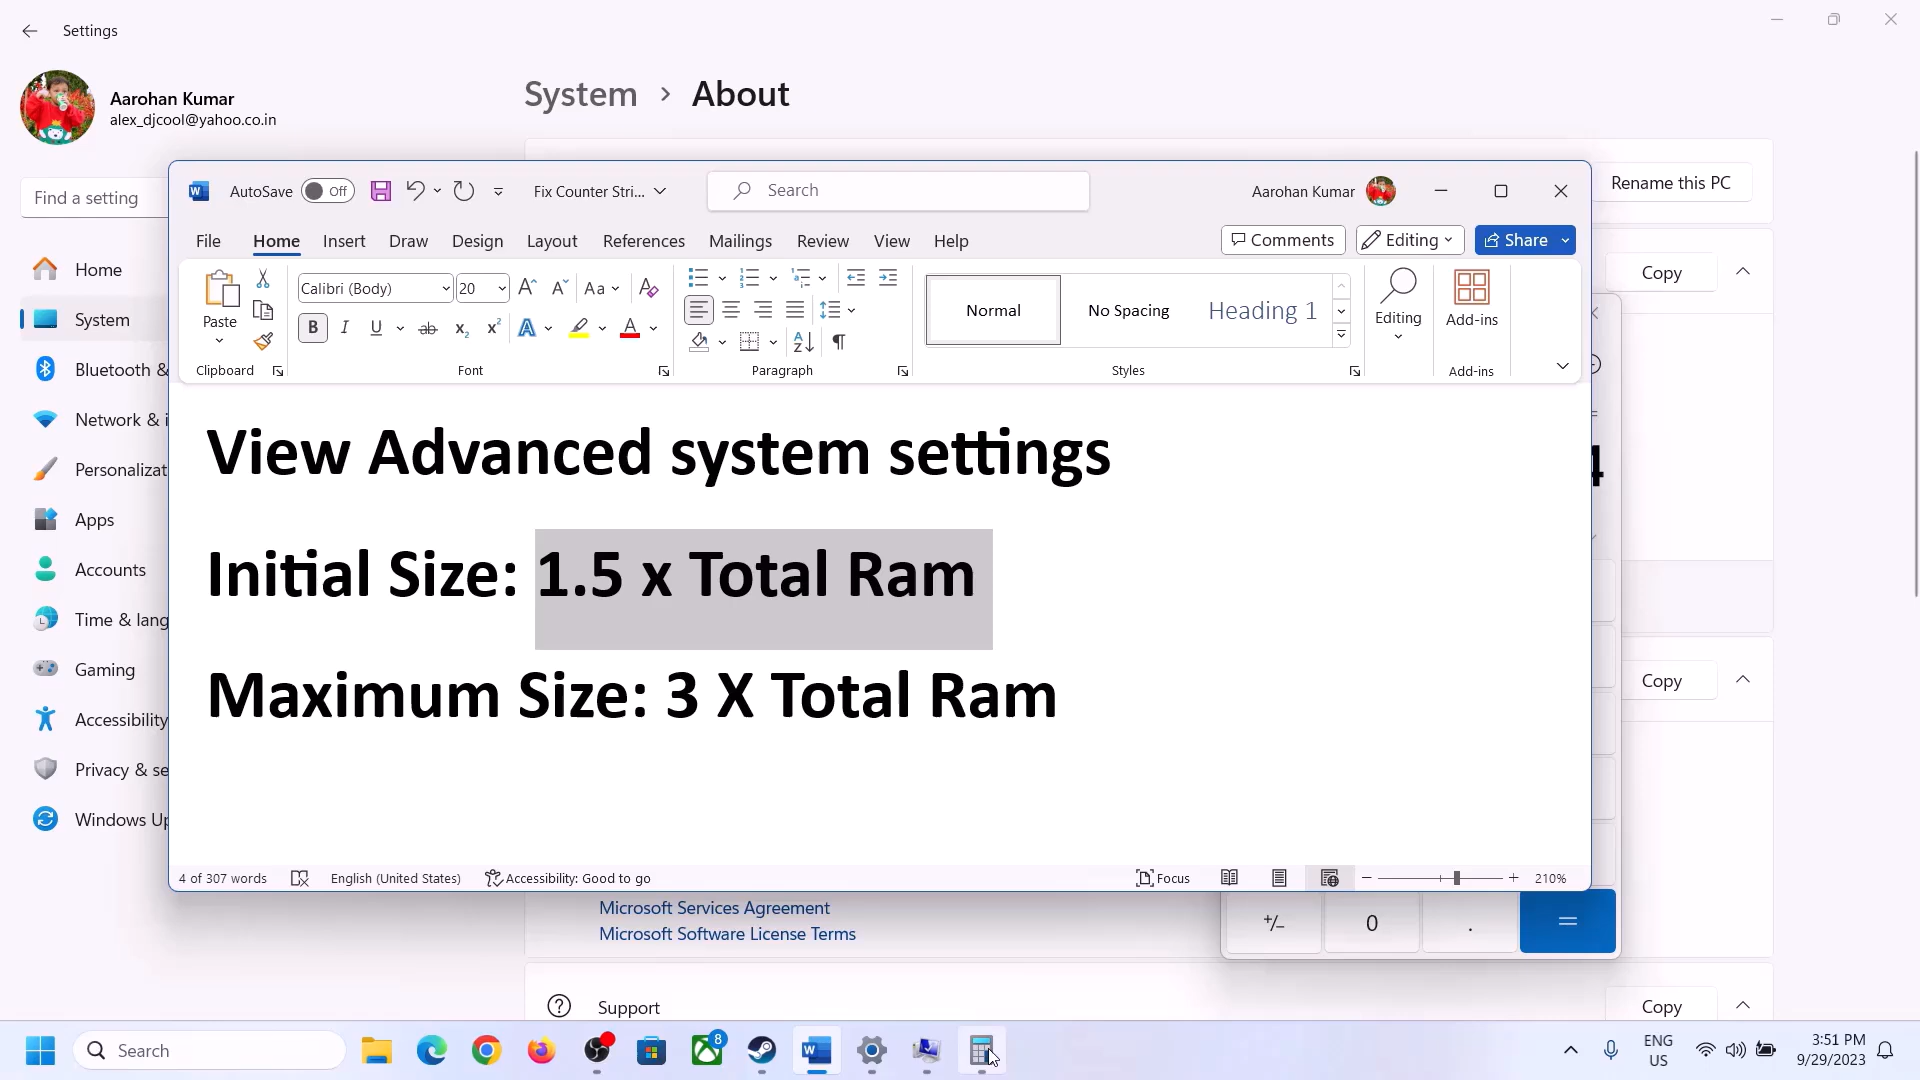 Settings
Aarohan Kumar
alex_djcool@yahoo.co.in
System > About
Find a setting
Rename this PC
Home
System
Bluetooth &
Network & i
Personalizat
Apps
Accounts
Time & lang
Gaming
Accessibility
Privacy & se
Windows Up
AutoSave
Off
Fix Counter Stri...
Search
Aarohan Kumar
File
Home
Insert
Draw
Design
Layout
References
Mailings
Review
View
Help
Comments
Editing
Share
Paste
Calibri (Body)
20
Normal
No Spacing
Heading 1
Editing
Add-ins
Clipboard
Font
Paragraph
Styles
Add-ins
Copy
View Advanced system settings
Initial Size: 1.5 x Total Ram
Maximum Size: 3 X Total Ram
4
Copy
4 of 307 words
English (United States)
Accessibility: Good to go
Focus
210%
Microsoft Services Agreement
Microsoft Software License Terms
+/−
0
.
=
Support
Copy
Search
8
ENG
US
3:51 PM
9/29/2023